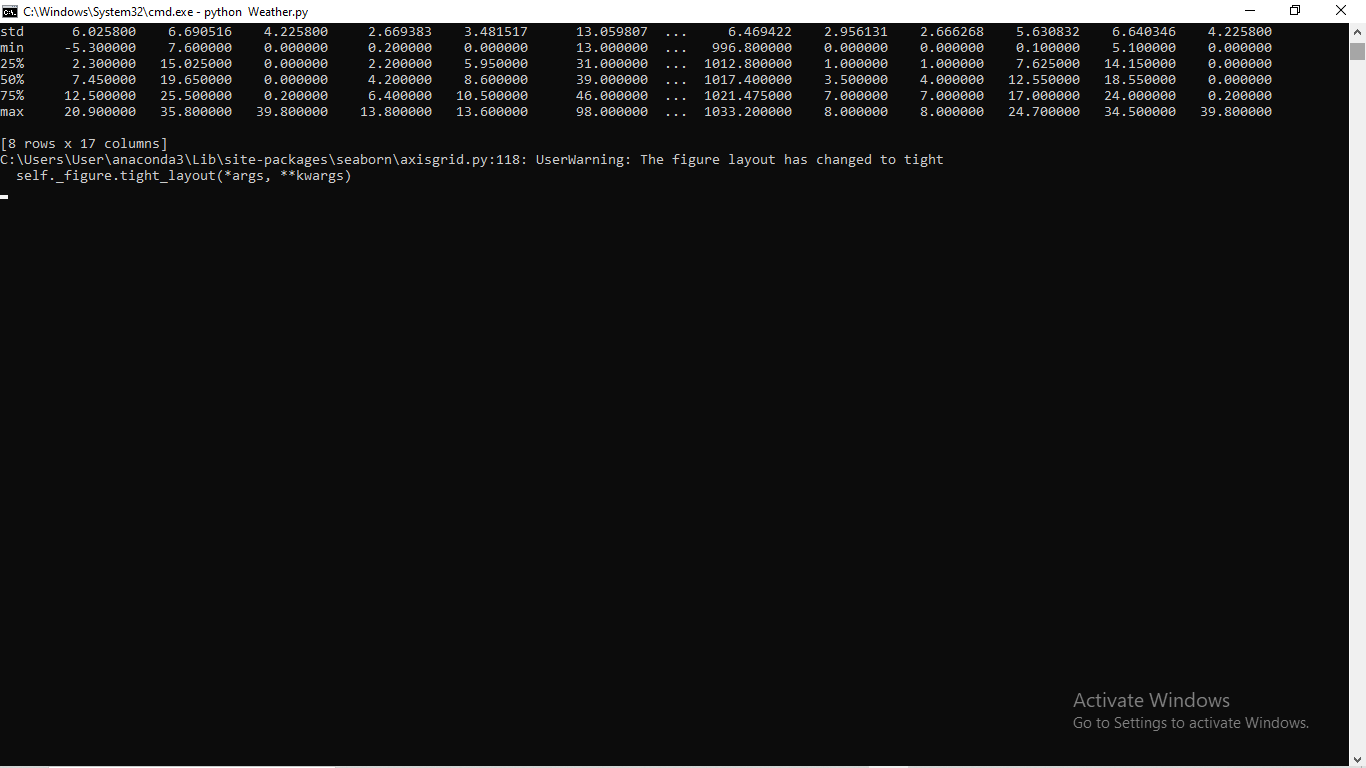 C:\Windows\System32\cmd.exe - python  Weather.py
std 6.025800 6.690516 4.225800 2.669383 3.481517 13.059807 ... 6.469422 2.956131 2.666268 5.630832 6.640346 4.225800
min -5.300000 7.600000 0.000000 0.200000 0.000000 13.000000 ... 996.800000 0.000000 0.000000 0.100000 5.100000 0.000000
25% 2.300000 15.025000 0.000000 2.200000 5.950000 31.000000 ... 1012.800000 1.000000 1.000000 7.625000 14.150000 0.000000
50% 7.450000 19.650000 0.000000 4.200000 8.600000 39.000000 ... 1017.400000 3.500000 4.000000 12.550000 18.550000 0.000000
75% 12.500000 25.500000 0.200000 6.400000 10.500000 46.000000 ... 1021.475000 7.000000 7.000000 17.000000 24.000000 0.200000
max 20.900000 35.800000 39.800000 13.800000 13.600000 98.000000 ... 1033.200000 8.000000 8.000000 24.700000 34.500000 39.800000
[8 rows x 17 columns]
C:\Users\User\anaconda3\Lib\site-packages\seaborn\axisgrid.py:118: UserWarning: The figure layout has changed to tight
self._figure.tight_layout(*args, **kwargs)
Activate Windows
Go to Settings to activate Windows.